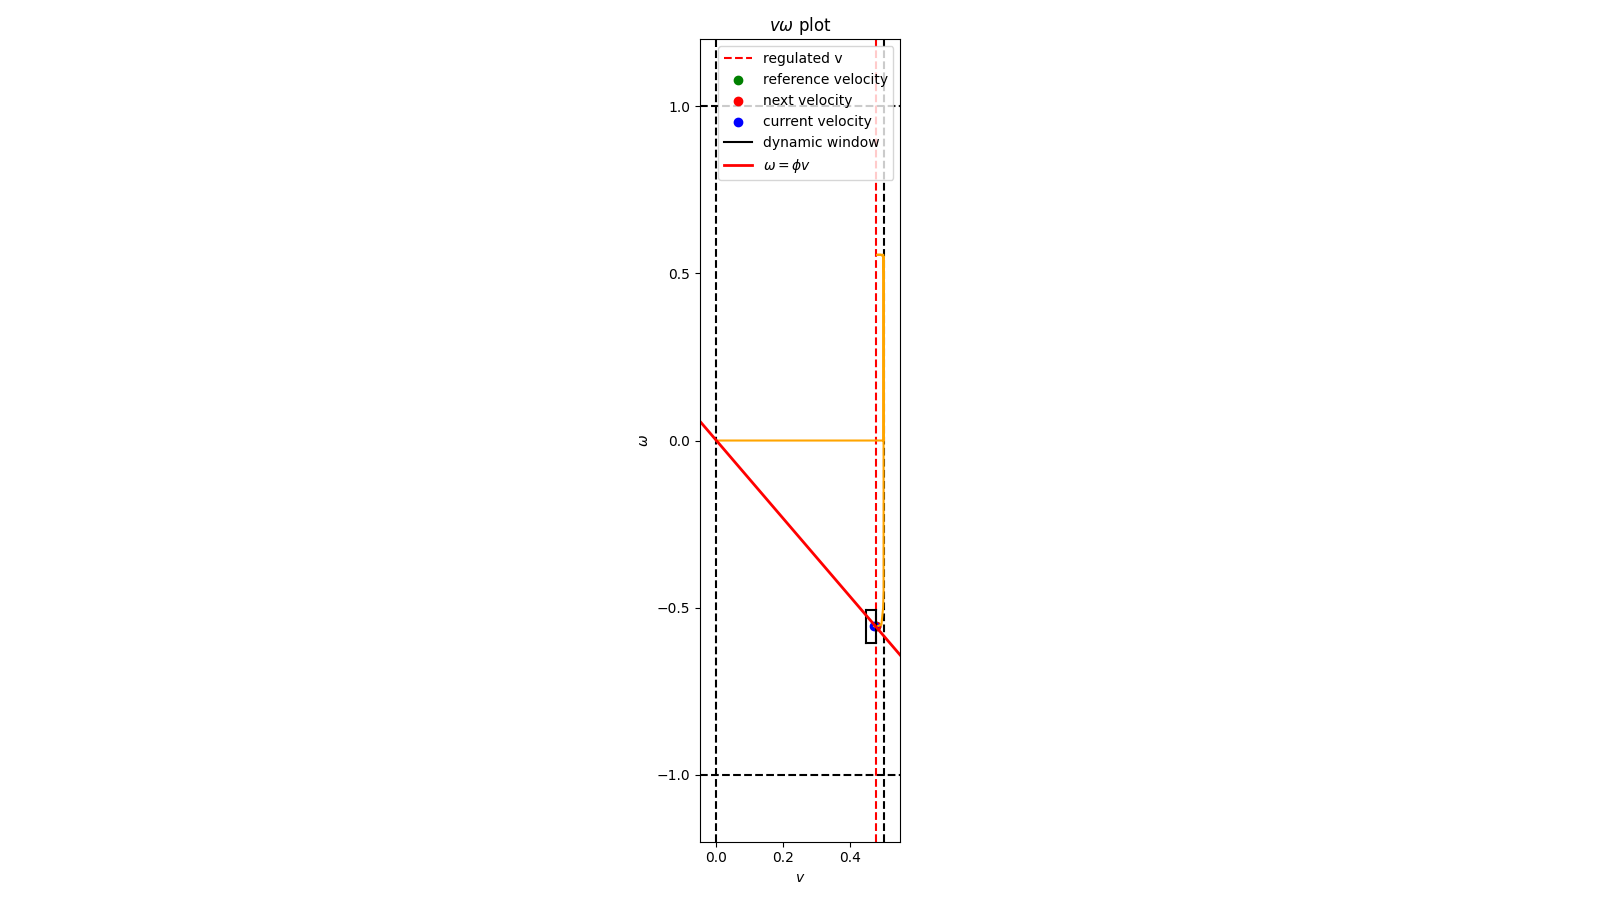 vω plot
regulated v
reference velocity
next velocity
current velocity
dynamic window
ω = ϕv
1.0
0.5
0.0
−0.5
−1.0
ω
0.0 0.2 0.4
v